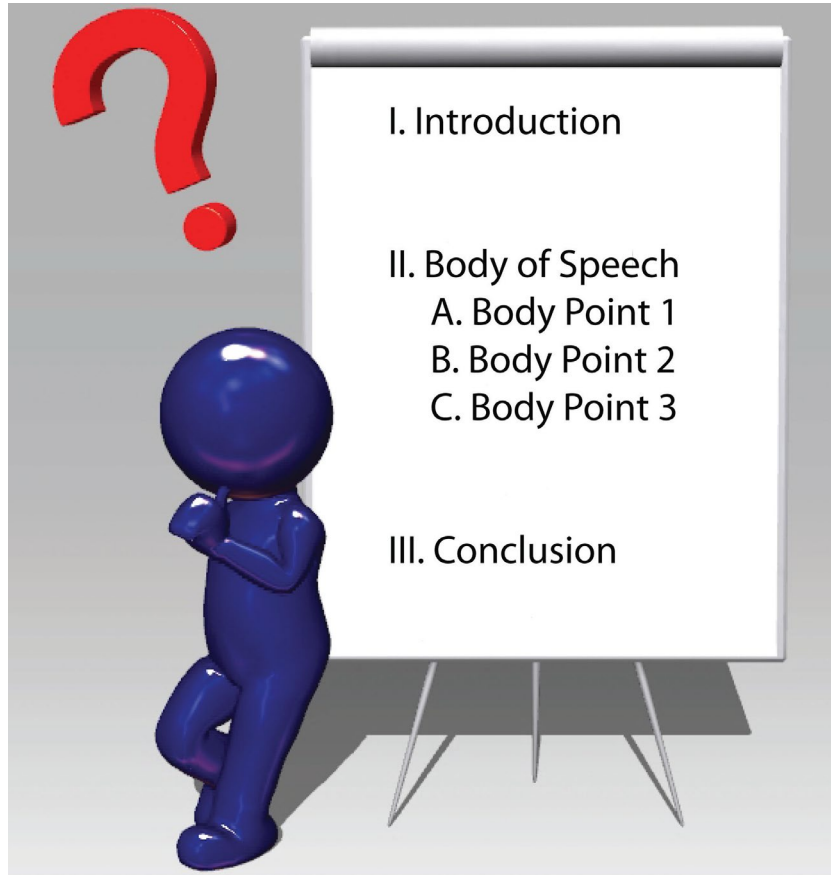 I. Introduction
II. Body of Speech
A. Body Point 1
B. Body Point 2
C. Body Point 3
III. Conclusion